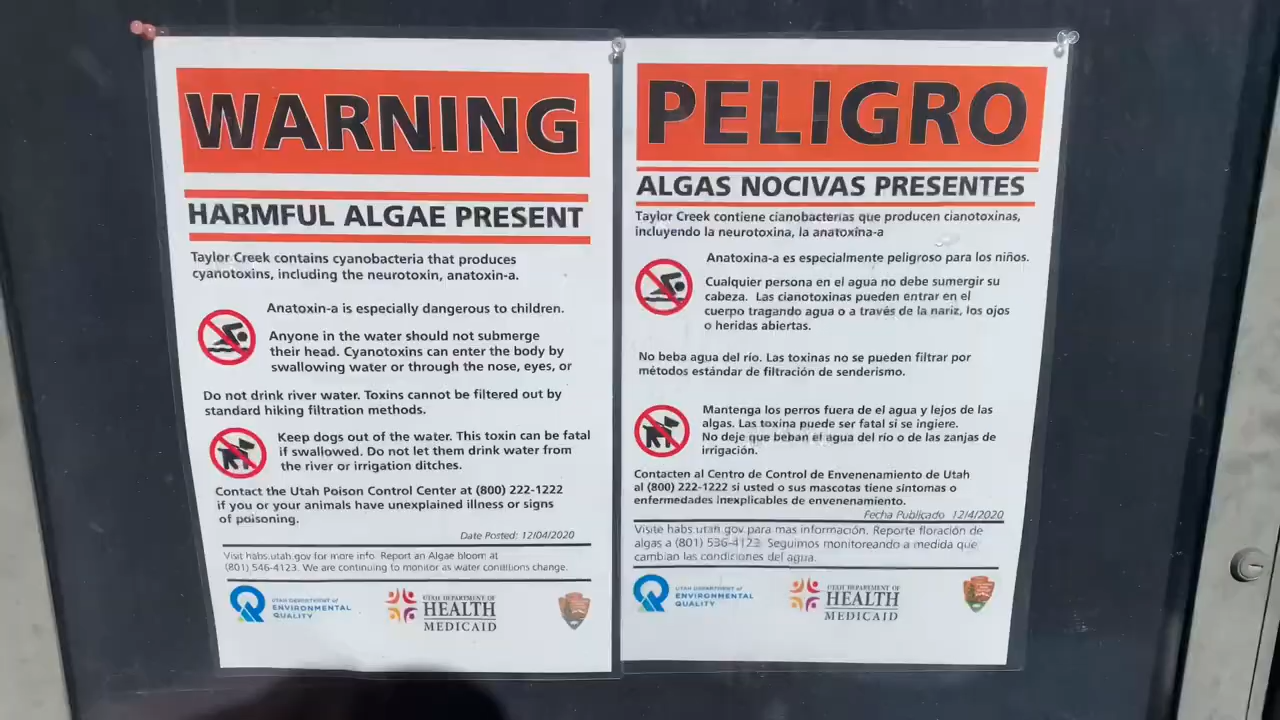 WARNING
HARMFUL ALGAE PRESENT
Taylor Creek contains cyanobacteria that produces
cyanotoxins, including the neurotoxin, anatoxin-a.
Anatoxin-a is especially dangerous to children.
Anyone in the water should not submerge
their head. Cyanotoxins can enter the body by
swallowing water or through the nose, eyes, or
Do not drink river water. Toxins cannot be filtered out by
standard hiking filtration methods.
Keep dogs out of the water. This toxin can be fatal
if swallowed. Do not let them drink water from
the river or irrigation ditches.
Contact the Utah Poison Control Center at (800) 222-1222
if you or your animals have unexplained illness or signs
of poisoning.
Date Posted: 12/04/2020
Visit habs.utah.gov for more info. Report an Algae bloom at
(801) 546-4123. We are continuing to monitor as water conditions change.
UTAH DEPARTMENT of
ENVIRONMENTAL
QUALITY
UTAH DEPARTMENT OF
HEALTH
MEDICAID
PELIGRO
ALGAS NOCIVAS PRESENTES
Taylor Creek contiene cianobacterias que producen cianotoxinas,
incluyendo la neurotoxina, la anatoxina-a
Anatoxina-a es especialmente peligroso para los niños.
Cualquier persona en el agua no debe sumergir su
cabeza. Las cianotoxinas pueden entrar en el
cuerpo tragando agua o a través de la nariz, los ojos
o heridas abiertas.
No beba agua del río. Las toxinas no se pueden filtrar por
métodos estándar de filtración de senderismo.
Mantenga los perros fuera de el agua y lejos de las
algas. Las toxina puede ser fatal si se ingiere.
No deje que beban el agua del río o de las zanjas de
irrigación.
Contacten al Centro de Control de Envenenamiento de Utah
al (800) 222-1222 si usted o sus mascotas tiene síntomas o
enfermedades inexplicables de envenenamiento.
Fecha Publicado 12/4/2020
Visite habs.utah.gov para mas información. Reporte floración de
algas a (801) 536-4123. Seguimos monitoreando a medida que
cambian las condiciones del agua.
UTAH DEPARTMENT of
ENVIRONMENTAL
QUALITY
UTAH DEPARTMENT OF
HEALTH
MEDICAID